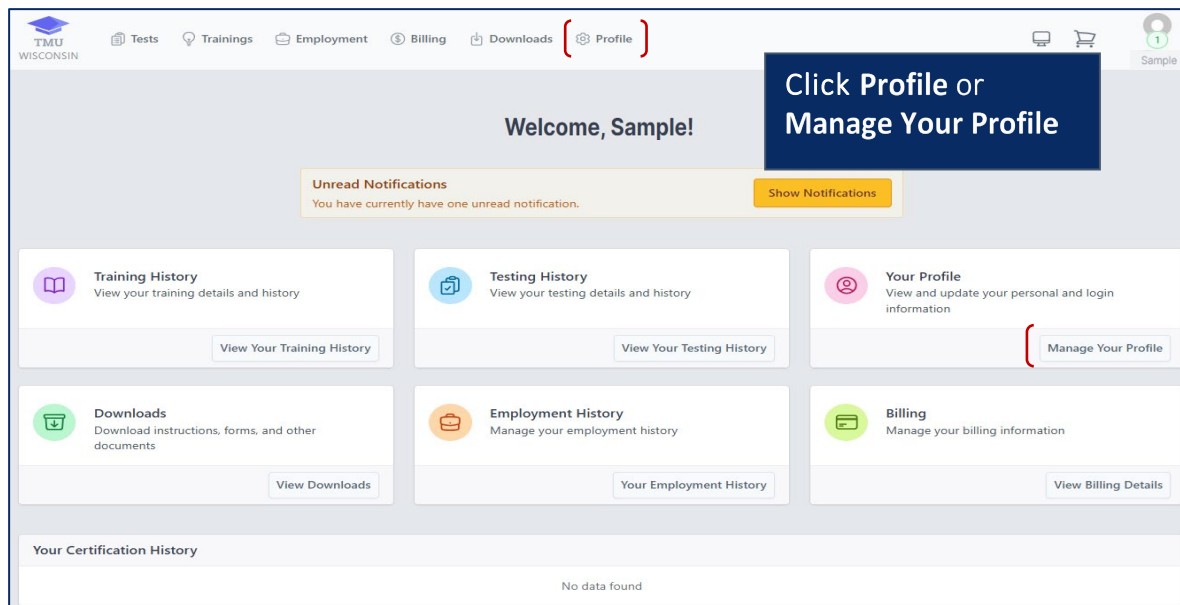 TMU
WISCONSIN
Tests Trainings Employment Billing Downloads Profile
1
Sample
Click Profile or
Manage Your Profile
Welcome, Sample!
Unread Notifications
You have currently have one unread notification.
Show Notifications
Training History
View your training details and history
View Your Training History
Testing History
View your testing details and history
View Your Testing History
Your Profile
View and update your personal and login
information
Manage Your Profile
Downloads
Download instructions, forms, and other
documents
View Downloads
Employment History
Manage your employment history
Your Employment History
Billing
Manage your billing information
View Billing Details
Your Certification History
No data found